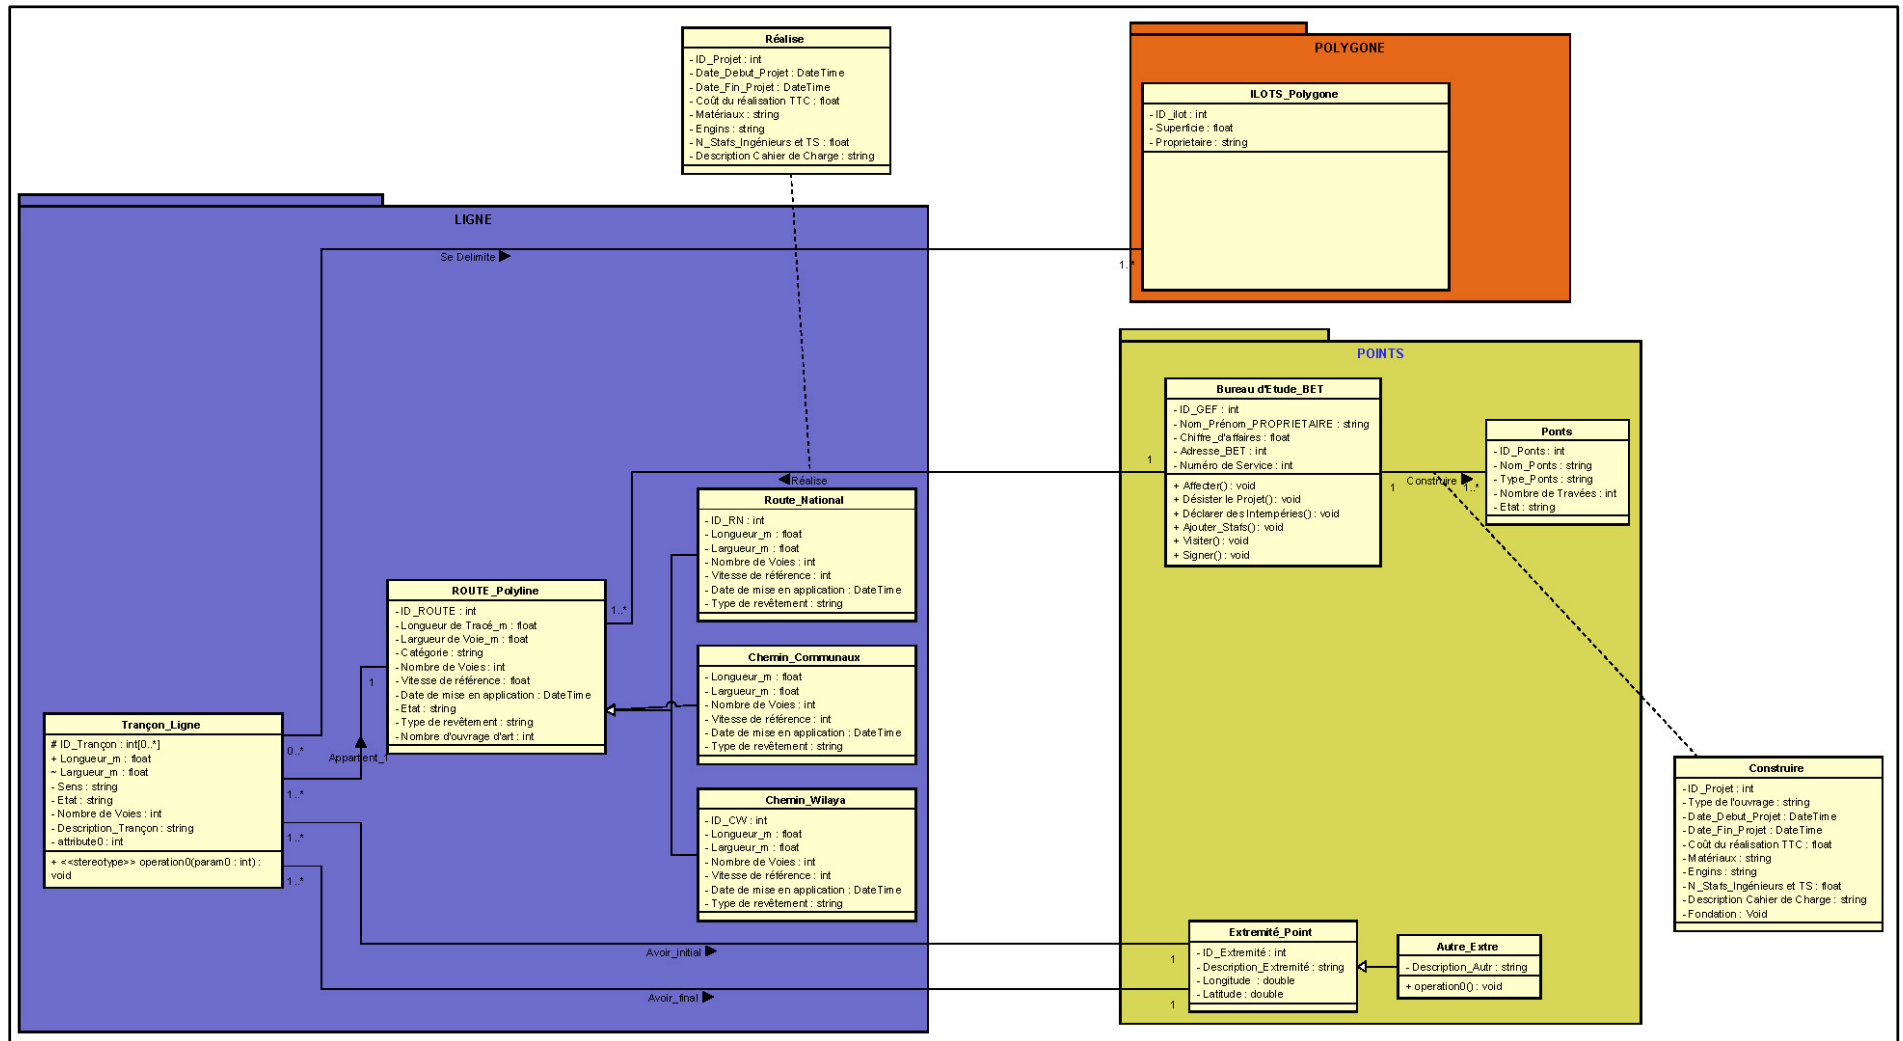 Réalise
- ID_Projet : int
- Date_Debut_Projet : DateTime
- Date_Fin_Projet : DateTime
- Coût du réalisation TTC : float
- Matériaux : string
- Engins : string
- N_Stafs_Ingénieurs et TS : float
- Description Cahier de Charge : string
POLYGONE
ILOTS_Polygone
- ID_ilot : int
- Superficie : float
- Proprietaire : string
LIGNE
Se Delimite
1..*
POINTS
Bureau d'Etude_BET
- ID_GEF : int
- Nom_Prénom_PROPRIETAIRE : string
- Chiffre_d'affaires : float
- Adresse_BET : int
- Numéro de Service : int
+ Affecter() : void
+ Désister le Projet() : void
+ Déclarer des Intempéries() : void
+ Ajouter_Stafs() : void
+ Visiter() : void
+ Signer() : void
1
1
Construire
1..*
Ponts
- ID_Ponts : int
- Nom_Ponts : string
- Type_Ponts : string
- Nombre de Travées : int
- Etat : string
Réalise
Route_National
- ID_RN : int
- Longueur_m : float
- Largueur_m : float
- Nombre de Voies : int
- Vitesse de référence : int
- Date de mise en application : DateTime
- Type de revêtement : string
ROUTE_Polyline
- ID_ROUTE : int
- Longueur de Tracé_m : float
- Largueur de Voie_m : float
- Catégorie : string
- Nombre de Voies : int
- Vitesse de référence : float
- Date de mise en application : DateTime
- Etat : string
- Type de revêtement : string
- Nombre d'ouvrage d'art : int
1..*
1
Chemin_Communaux
- Longueur_m : float
- Largueur_m : float
- Nombre de Voies : int
- Vitesse de référence : int
- Date de mise en application : DateTime
- Type de revêtement : string
Trançon_Ligne
# ID_Trançon : int[0..*]
+ Longueur_m : float
~ Largueur_m : float
- Sens : string
- Etat : string
- Nombre de Voies : int
- Description_Trançon : string
- attribute0 : int
+ <<stereotype>> operation0(param0 : int) :
void
0..*
Appartient_1
1..*
1..*
1..*
Chemin_Wilaya
- ID_CW : int
- Longueur_m : float
- Largueur_m : float
- Nombre de Voies : int
- Vitesse de référence : int
- Date de mise en application : DateTime
- Type de revêtement : string
Construire
- ID_Projet : int
- Type de l'ouvrage : string
- Date_Debut_Projet : DateTime
- Date_Fin_Projet : DateTime
- Coût du réalisation TTC : float
- Matériaux : string
- Engins : string
- N_Stafs_Ingénieurs et TS : float
- Description Cahier de Charge : string
- Fondation : Void
Avoir_initial
1
Avoir_final
1
Extremité_Point
- ID_Extremité : int
- Description_Extremité : string
- Longitude : double
- Latitude : double
Autre_Extre
- Description_Autr : string
+ operation0() : void